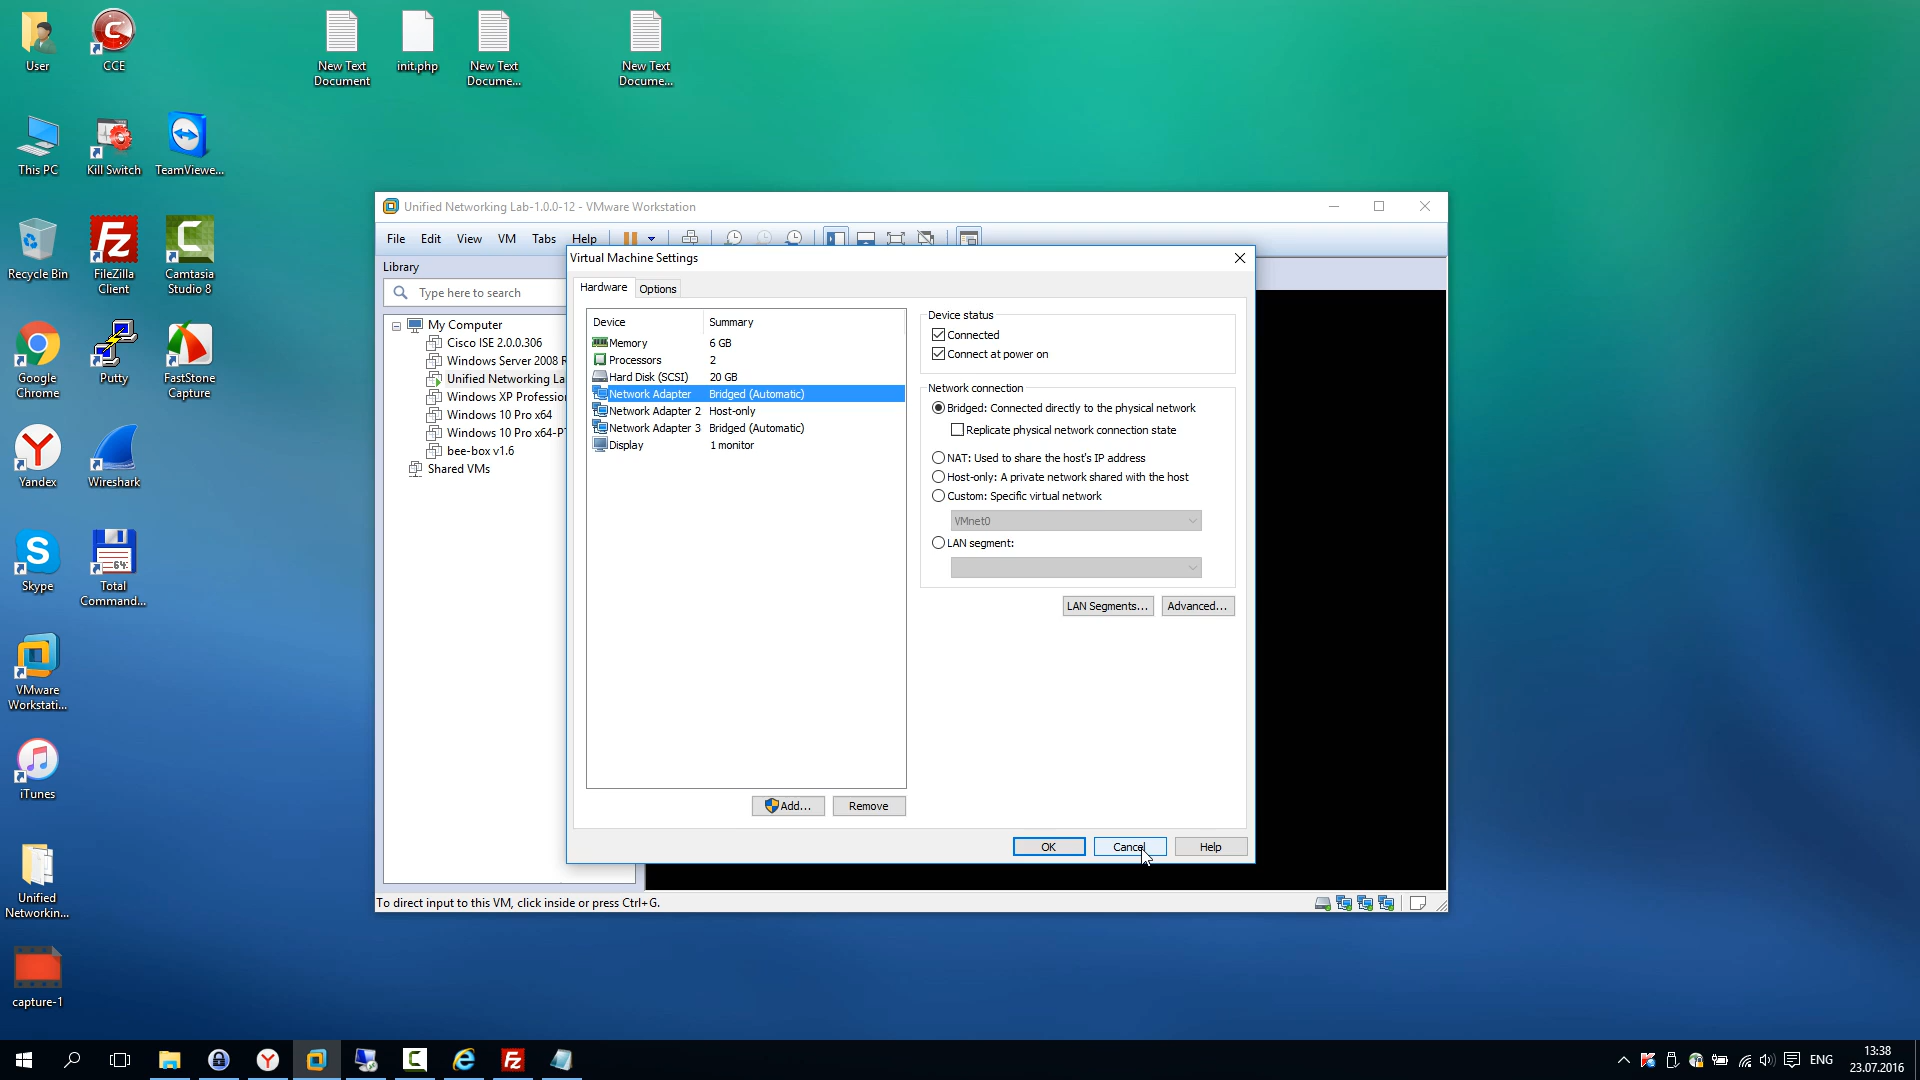 User
CCE
New Text
Document
init.php
New Text
Docume...
New Text
Docume...
This PC
Kill Switch
TeamViewe...
Recycle Bin
FileZilla
Client
Camtasia
Studio 8
Google
Chrome
Putty
FastStone
Capture
Yandex
Wireshark
Skype
Total
Command...
VMware
Workstati...
iTunes
Unified
Networkin...
capture-1
Unified Networking Lab-1.0.0-12 - VMware Workstation
File Edit View VM Tabs Help
Library
Type here to search
My Computer
Cisco ISE 2.0.0.306
Windows Server 2008 R
Unified Networking La
Windows XP Professio
Windows 10 Pro x64
Windows 10 Pro x64-P
bee-box v1.6
Shared VMs
Virtual Machine Settings
Hardware Options
Device Summary
Memory 6 GB
Processors 2
Hard Disk (SCSI) 20 GB
Network Adapter Bridged (Automatic)
Network Adapter 2 Host-only
Network Adapter 3 Bridged (Automatic)
Display 1 monitor
Device status
Connected
Connect at power on
Network connection
Bridged: Connected directly to the physical network
Replicate physical network connection state
NAT: Used to share the host's IP address
Host-only: A private network shared with the host
Custom: Specific virtual network
VMnet0
LAN segment:
LAN Segments... Advanced...
Add... Remove
OK Cancel Help
To direct input to this VM, click inside or press Ctrl+G.
ENG
13:38
23.07.2016